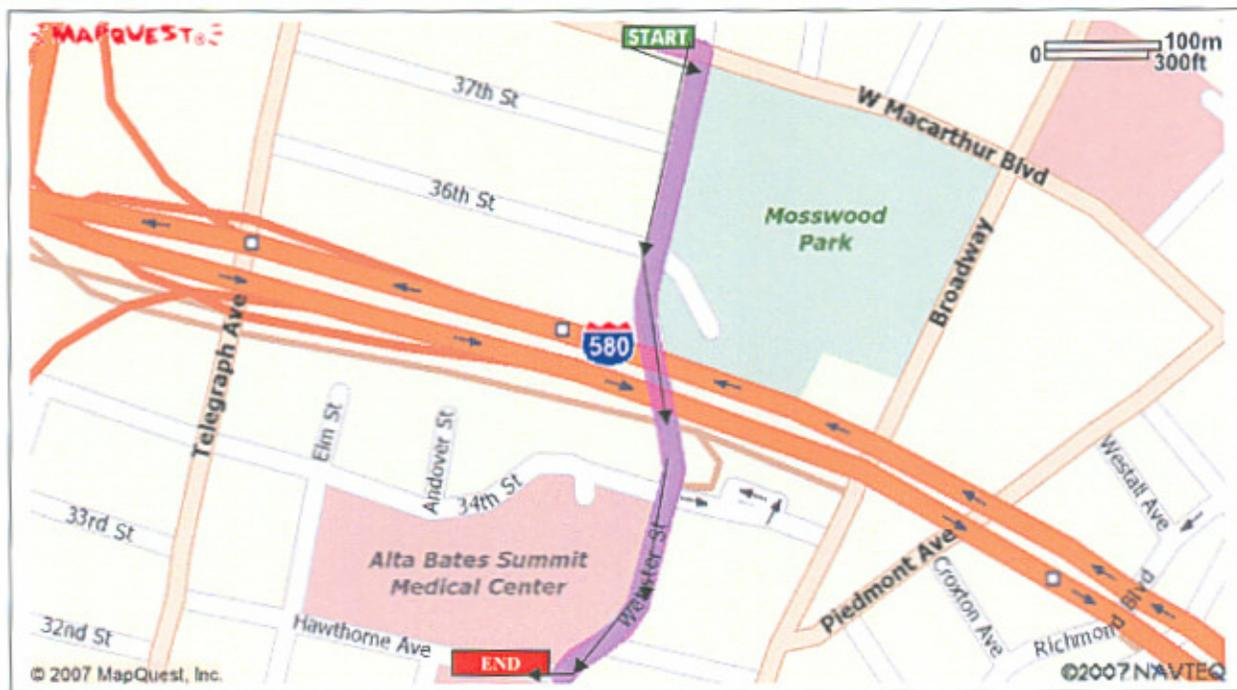 MAPQUEST®
START
0 100m
300ft
37th St
W Macarthur Blvd
36th St
Mosswood
Park
Broadway
580
Telegraph Ave
Elm St
Andover St
34th St
Westall Ave
33rd St
Alta Bates Summit
Medical Center
Webster St
Piedmont Ave
Croxton Ave
Richmond Blvd
32nd St
Hawthorne Ave
END
© 2007 MapQuest, Inc.
©2007 NAVTEQ